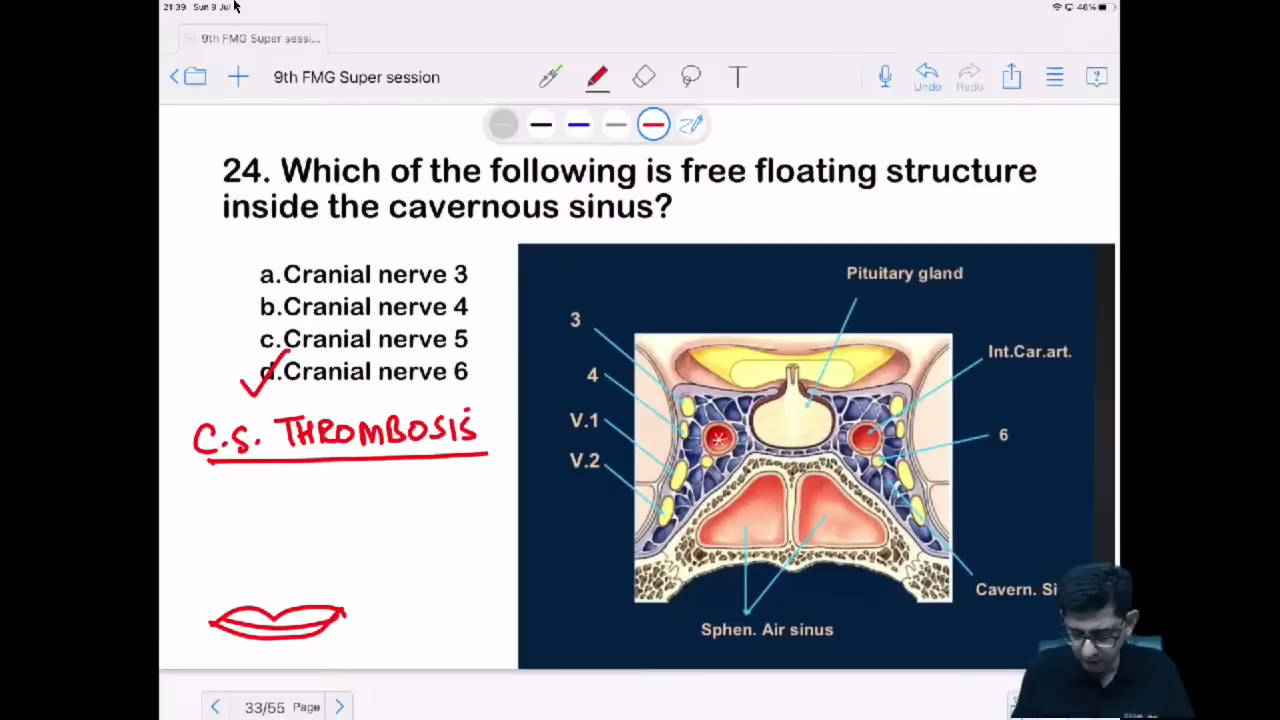 21:39 Sun 9 Jul
48%
9th FMG Super sessi...
9th FMG Super session
T
Undo
Redo
24. Which of the following is free floating structure
inside the cavernous sinus?
a.Cranial nerve 3
b.Cranial nerve 4
c.Cranial nerve 5
d.Cranial nerve 6
C.S. THROMBOSIS
Pituitary gland
3
Int.Car.art.
4
V.1
6
V.2
Cavern. Si
Sphen. Air sinus
33/55 Page